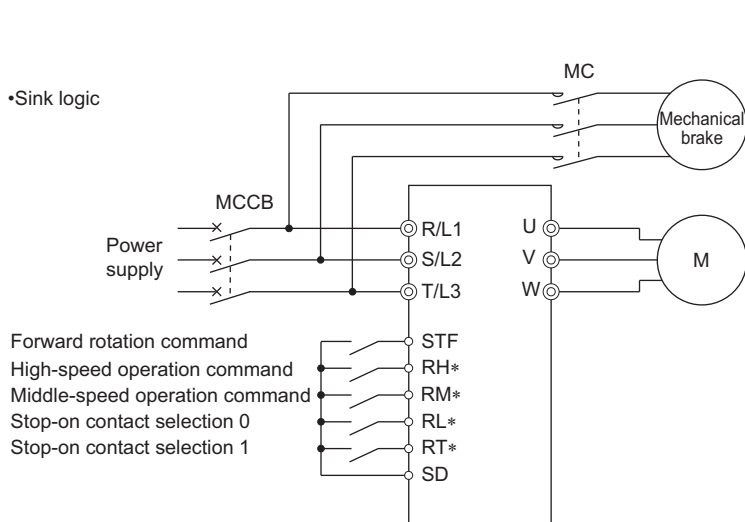 MC
•Sink logic
Mechanical
brake
MCCB
Power
supply
R/L1
S/L2
T/L3
U
V
W
M
Forward rotation command
STF
High-speed operation command
RH*
Middle-speed operation command
RM*
Stop-on contact selection 0
RL*
Stop-on contact selection 1
RT*
SD